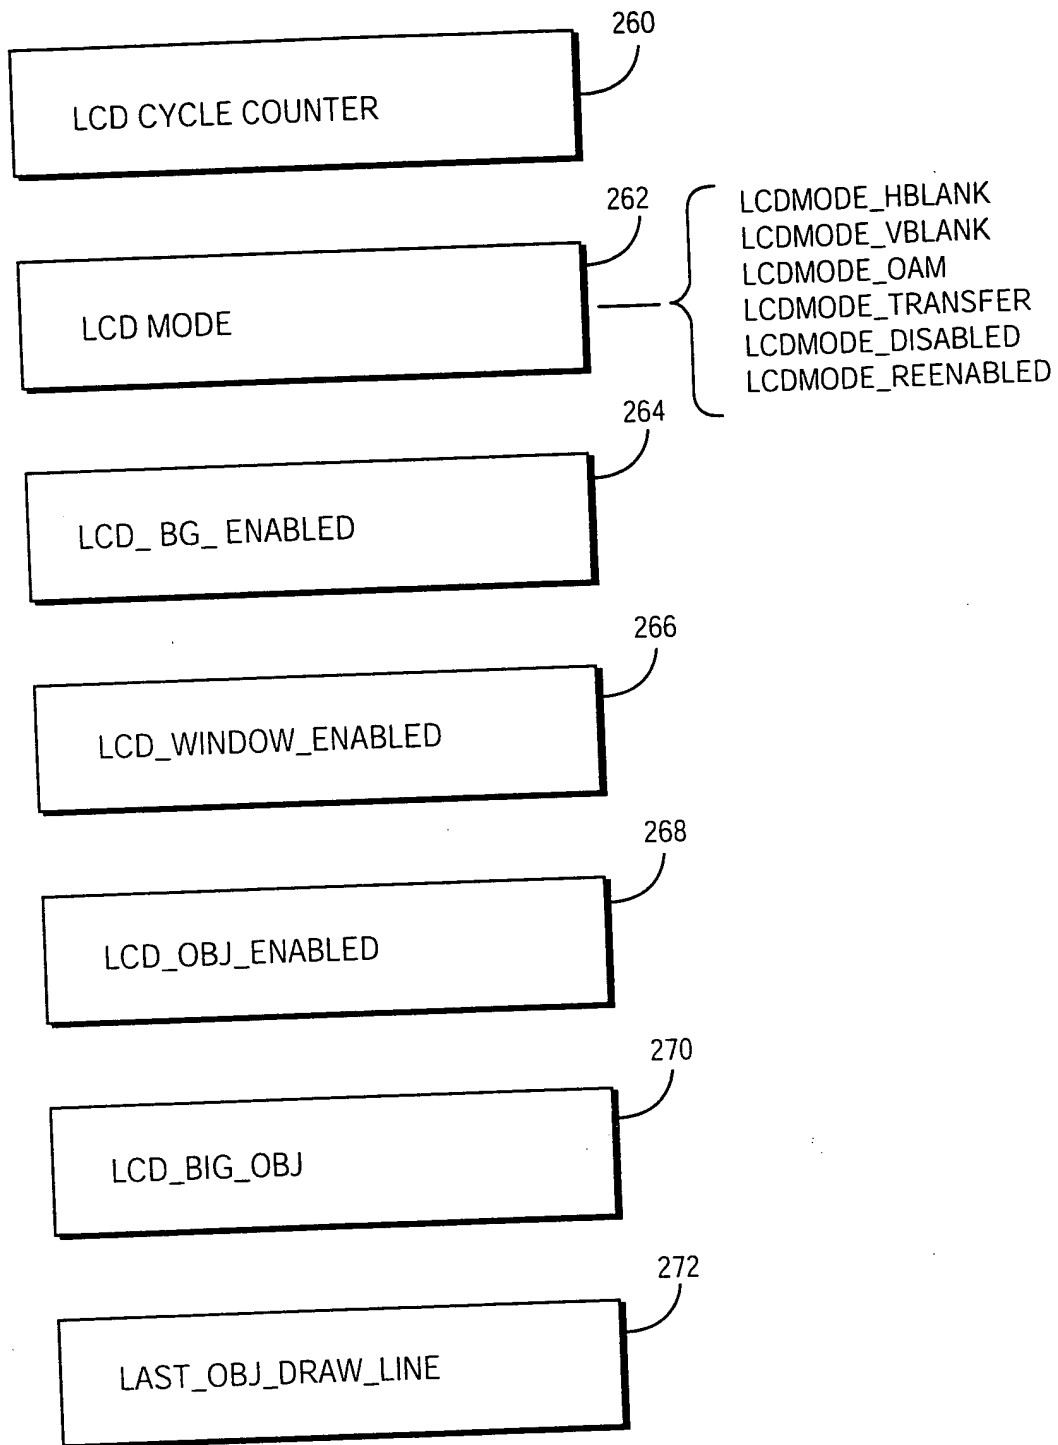 260
LCD CYCLE COUNTER
262
LCDMODE_HBLANK
LCDMODE_VBLANK
LCDMODE_OAM
LCDMODE_TRANSFER
LCDMODE_DISABLED
LCDMODE_REENABLED
LCD MODE
264
LCD_ BG_ ENABLED
266
LCD_WINDOW_ENABLED
268
LCD_OBJ_ENABLED
270
LCD_BIG_OBJ
272
LAST_OBJ_DRAW_LINE